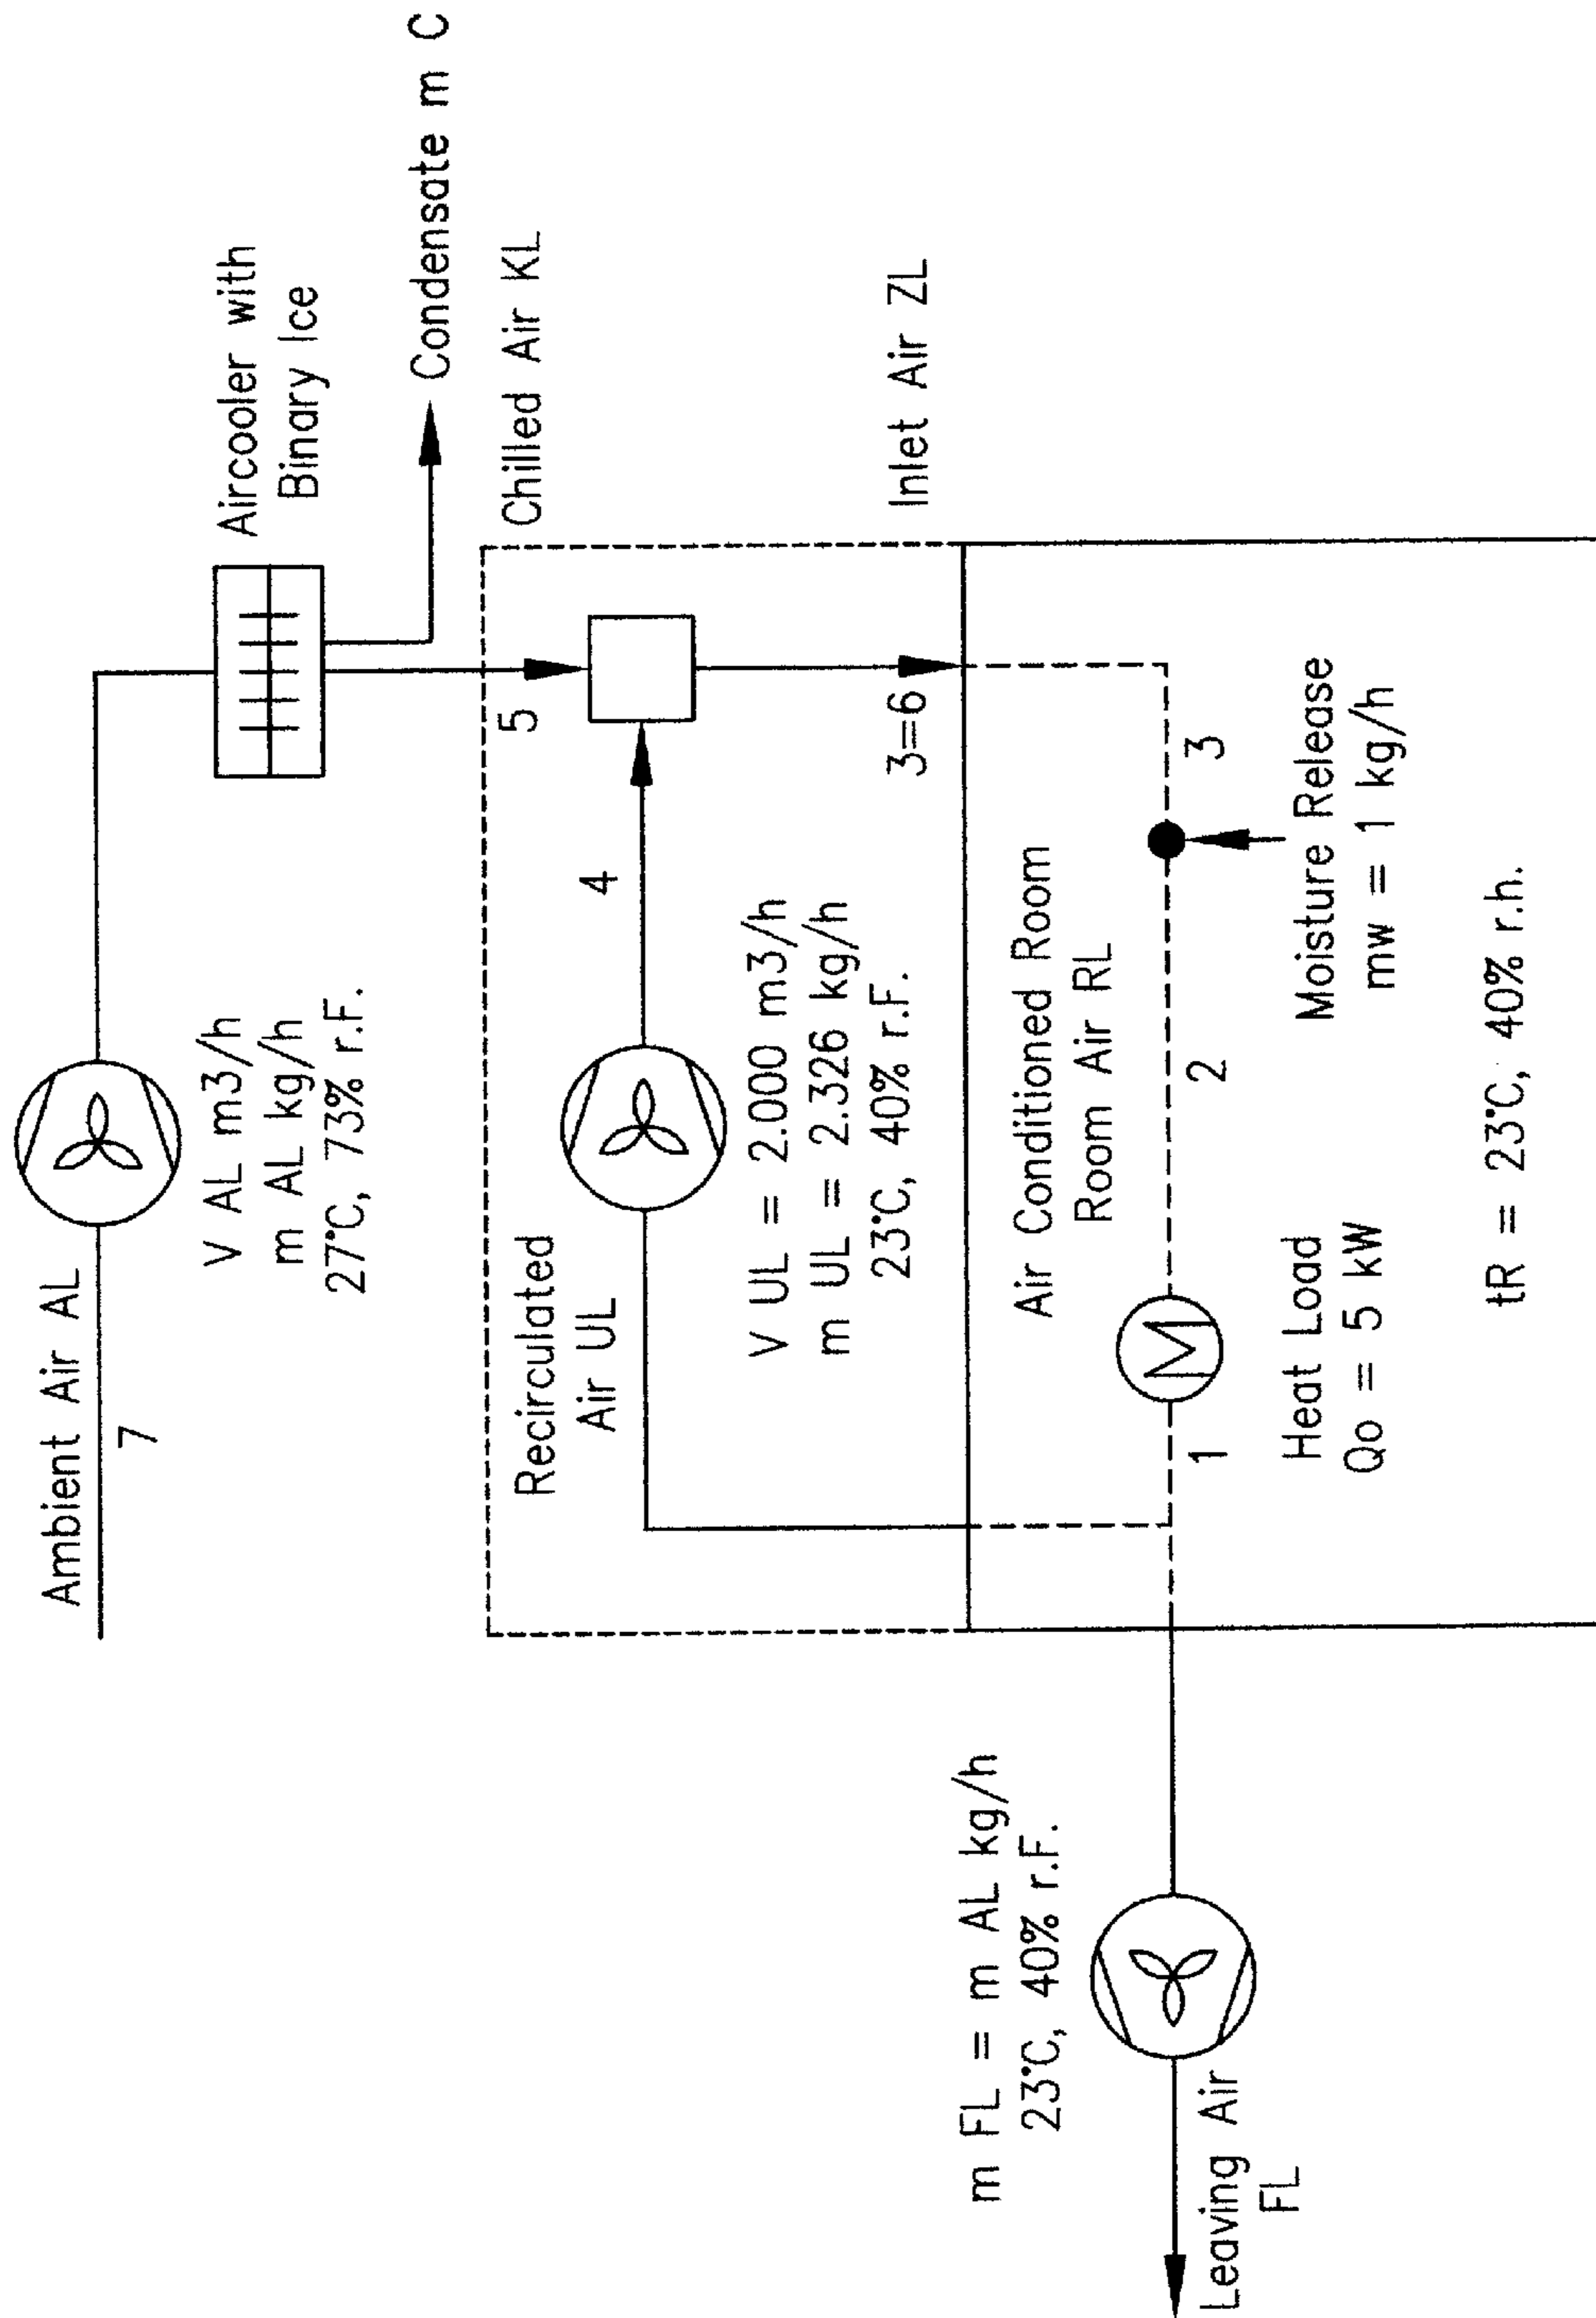 Ambient Air AL
7
V AL m3/h
m AL kg/h
27°C, 73% r.F.
Aircooler with
Binary Ice
Condensate m C
Chilled Air KL
5
Recirculated
Air UL
4
V UL = 2.000 m3/h
m UL = 2.326 kg/h
23°C, 40% r.F.
3=6
Inlet Air ZL
Air Conditioned Room
Room Air RL
1
M
2
3
Heat Load
Qo = 5 kW
Moisture Release
mw = 1 kg/h
tR = 23°C, 40% r.h.
m FL = m AL kg/h
23°C, 40% r.F.
Leaving Air
FL